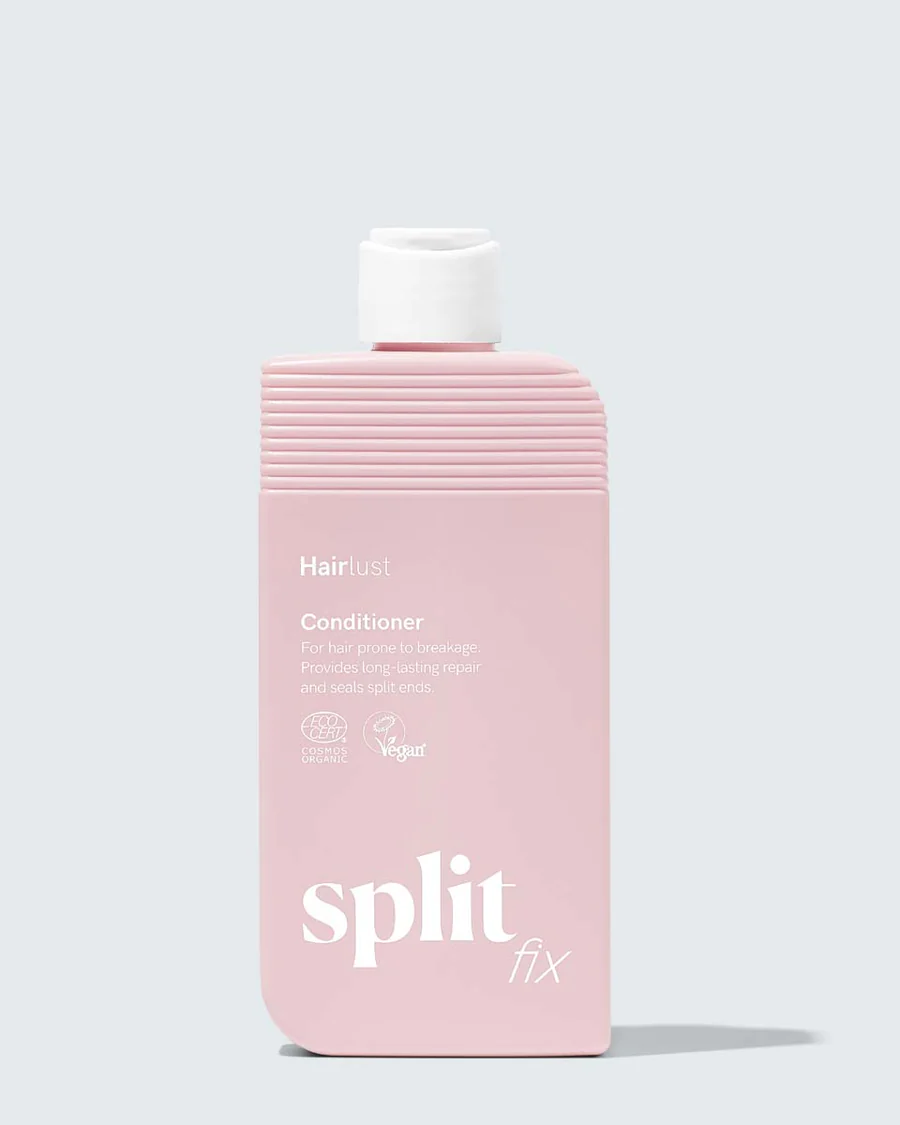 Hairlust
Conditioner
For hair prone to breakage.
Provides long-lasting repair
and seals split ends.
ECO
CERT
COSMOS
ORGANIC
Vegan
split
fix